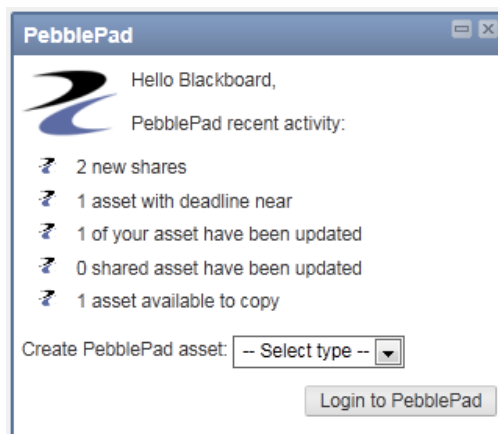 PebblePad
Hello Blackboard,
PebblePad recent activity:
2 new shares
1 asset with deadline near
1 of your asset have been updated
0 shared asset have been updated
1 asset available to copy
Create PebblePad asset: -- Select type --
Login to PebblePad